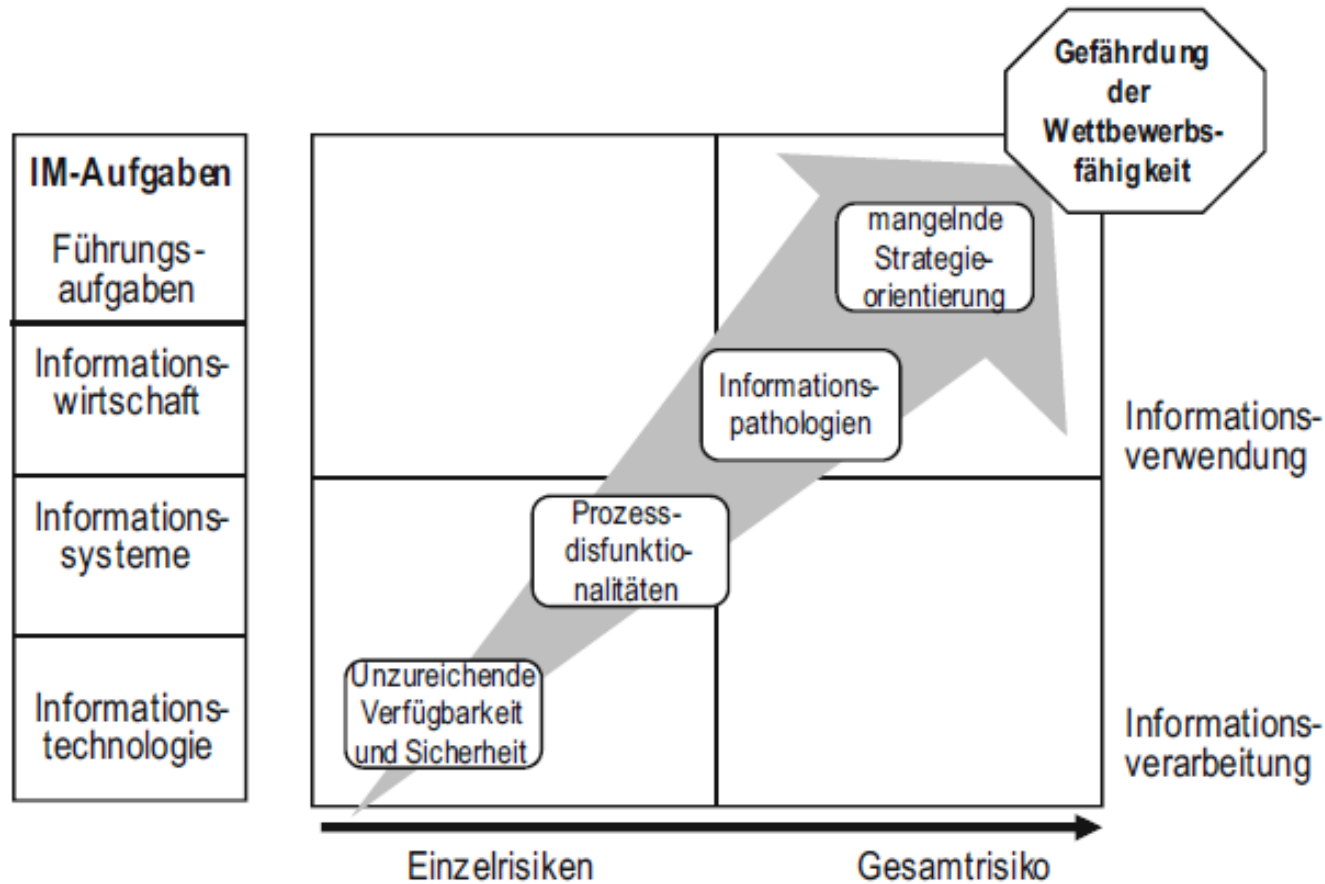 Gefährdung
der
Wettbewerbs-
fähigkeit
IM-Aufgaben
Führungs-
aufgaben
Informations-
wirtschaft
Informations-
systeme
Informations-
technologie
mangelnde
Strategie-
orientierung
Informations-
pathologien
Prozess-
disfunktio-
nalitäten
Unzureichende
Verfügbarkeit
und Sicherheit
Informations-
verwendung
Informations-
verarbeitung
Einzelrisiken
Gesamtrisiko